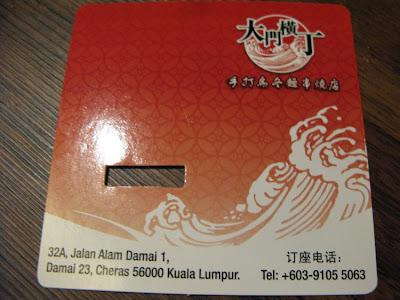 大門橫丁
手打烏冬麵串燒店
32A, Jalan Alam Damai 1,
Damai 23, Cheras 56000 Kuala Lumpur.
订座电话:
Tel: +603-9105 5063